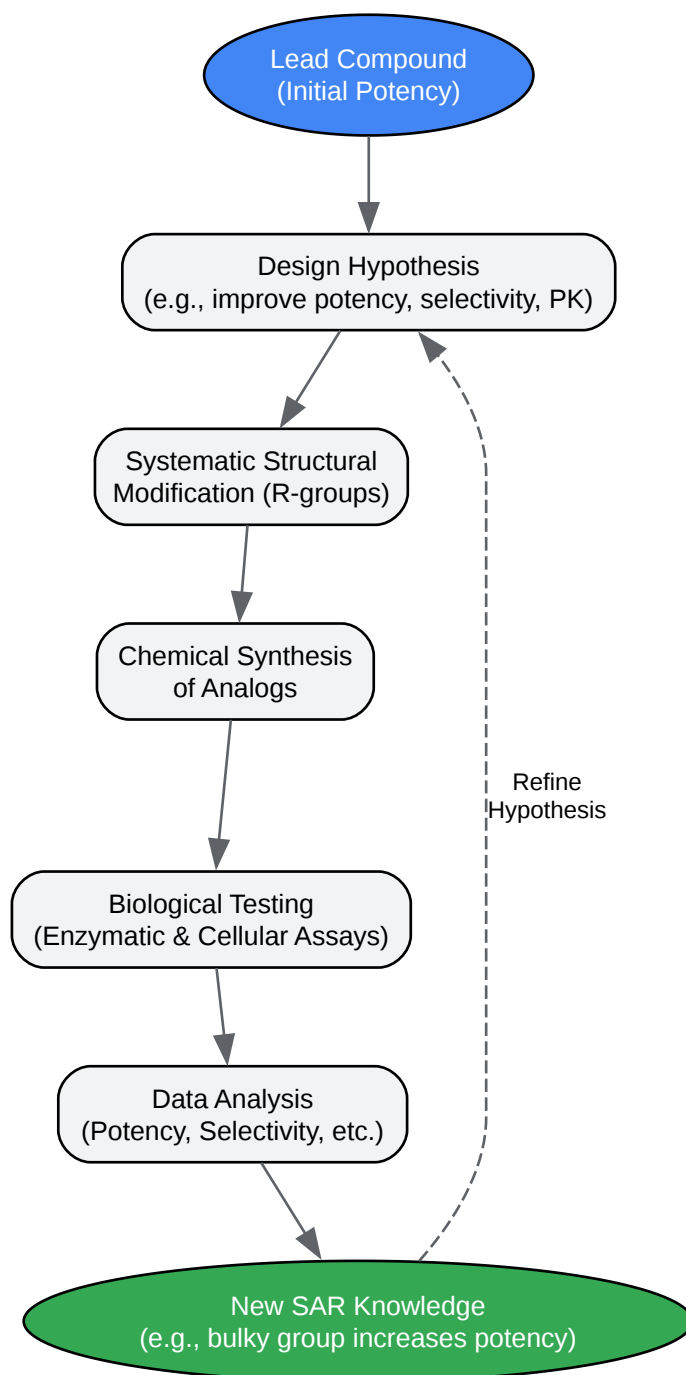 Lead Compound
(Initial Potency)
Design Hypothesis
(e.g., improve potency, selectivity, PK)
Systematic Structural
Modification (R-groups)
Chemical Synthesis
of Analogs
Refine
Hypothesis
Biological Testing
(Enzymatic & Cellular Assays)
Data Analysis
(Potency, Selectivity, etc.)
New SAR Knowledge
(e.g., bulky group increases potency)